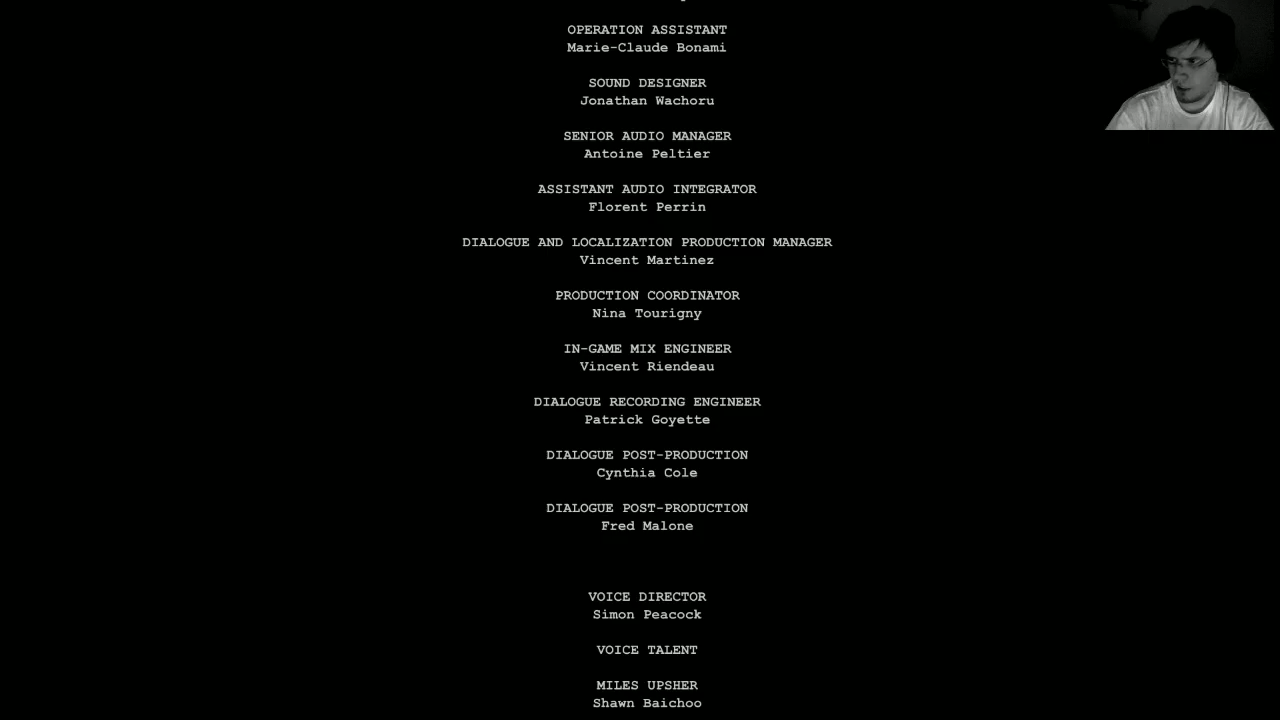 OPERATION ASSISTANT
Marie-Claude Bonami
SOUND DESIGNER
Jonathan Wachoru
SENIOR AUDIO MANAGER
Antoine Peltier
ASSISTANT AUDIO INTEGRATOR
Florent Perrin
DIALOGUE AND LOCALIZATION PRODUCTION MANAGER
Vincent Martinez
PRODUCTION COORDINATOR
Nina Tourigny
IN-GAME MIX ENGINEER
Vincent Riendeau
DIALOGUE RECORDING ENGINEER
Patrick Goyette
DIALOGUE POST-PRODUCTION
Cynthia Cole
DIALOGUE POST-PRODUCTION
Fred Malone
VOICE DIRECTOR
Simon Peacock
VOICE TALENT
MILES UPSHER
Shawn Baichoo